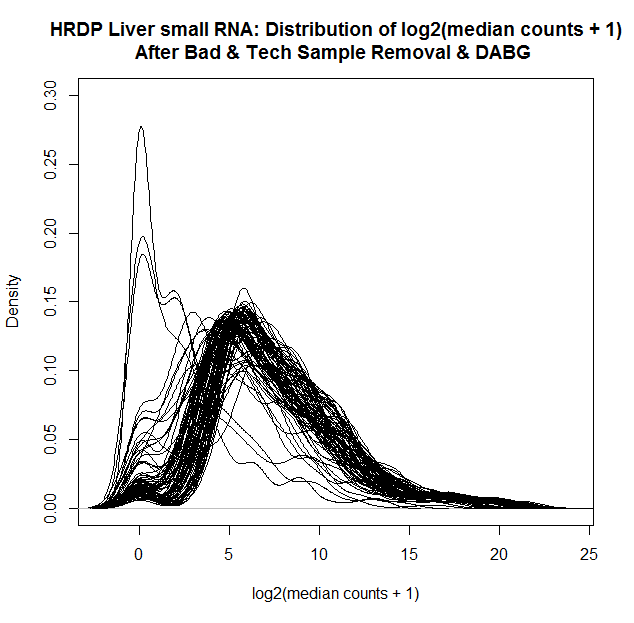 HRDP Liver small RNA: Distribution of log2(median counts + 1)
After Bad & Tech Sample Removal & DABG
0.30
0.25
0.20
0.15
0.10
0.05
0.00
Density
0 5 10 15 20 25
log2(median counts + 1)